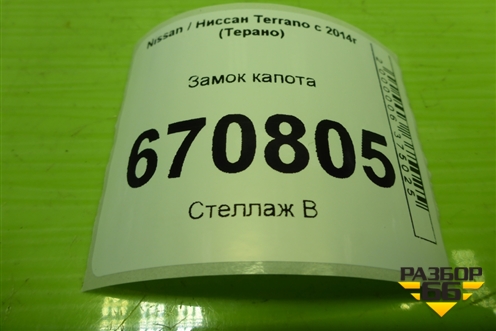 Nissan / Ниссан Terrano с 2014г
(Терано)
Замок капота
670805
Стеллаж В
РАЗБОР
65